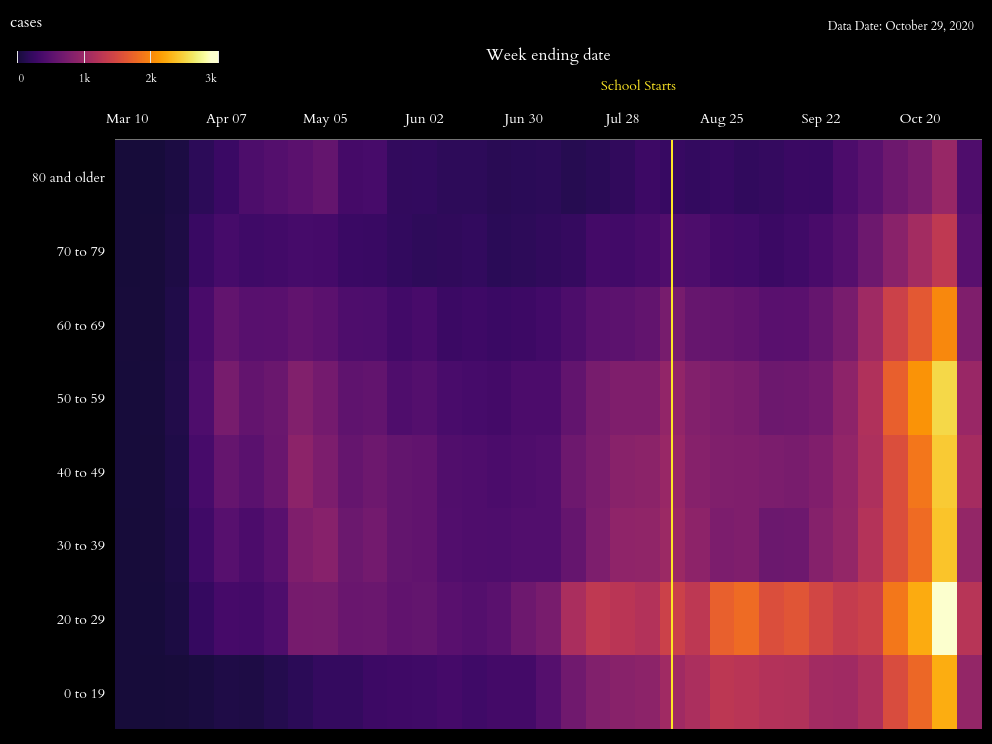 cases
Data Date: October 29, 2020
0 1k 2k 3k
Week ending date
School Starts
Mar 10 Apr 07 May 05 Jun 02 Jun 30 Jul 28 Aug 25 Sep 22 Oct 20
80 and older
70 to 79
60 to 69
50 to 59
40 to 49
30 to 39
20 to 29
0 to 19